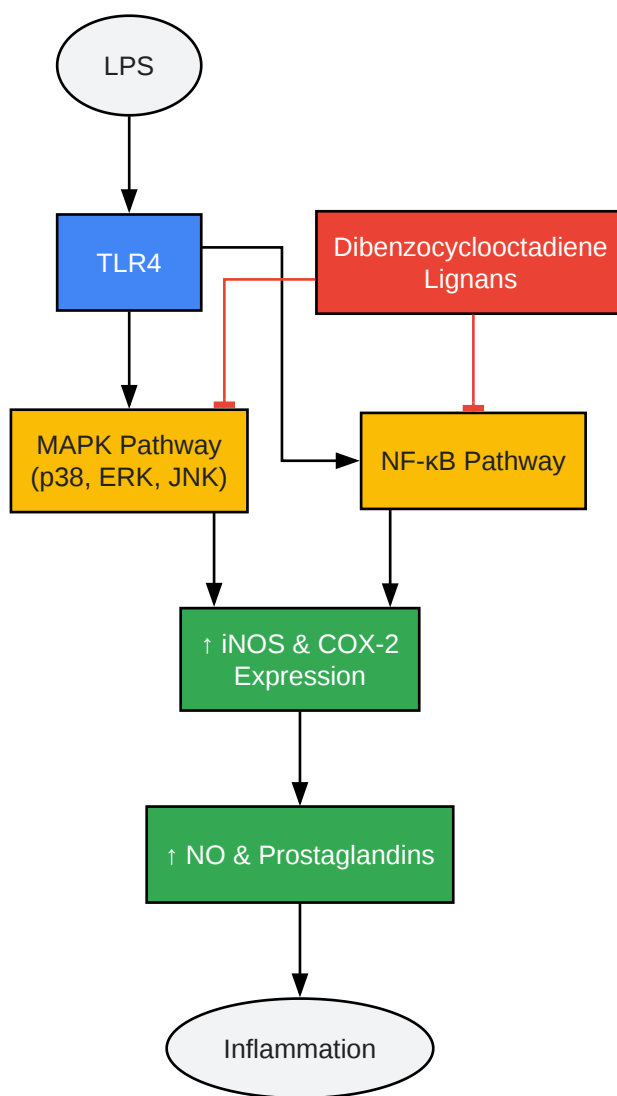 LPS
TLR4
Dibenzocyclooctadiene
Lignans
MAPK Pathway
(p38, ERK, JNK)
NF-κB Pathway
↑ iNOS & COX-2
Expression
↑ NO & Prostaglandins
Inflammation